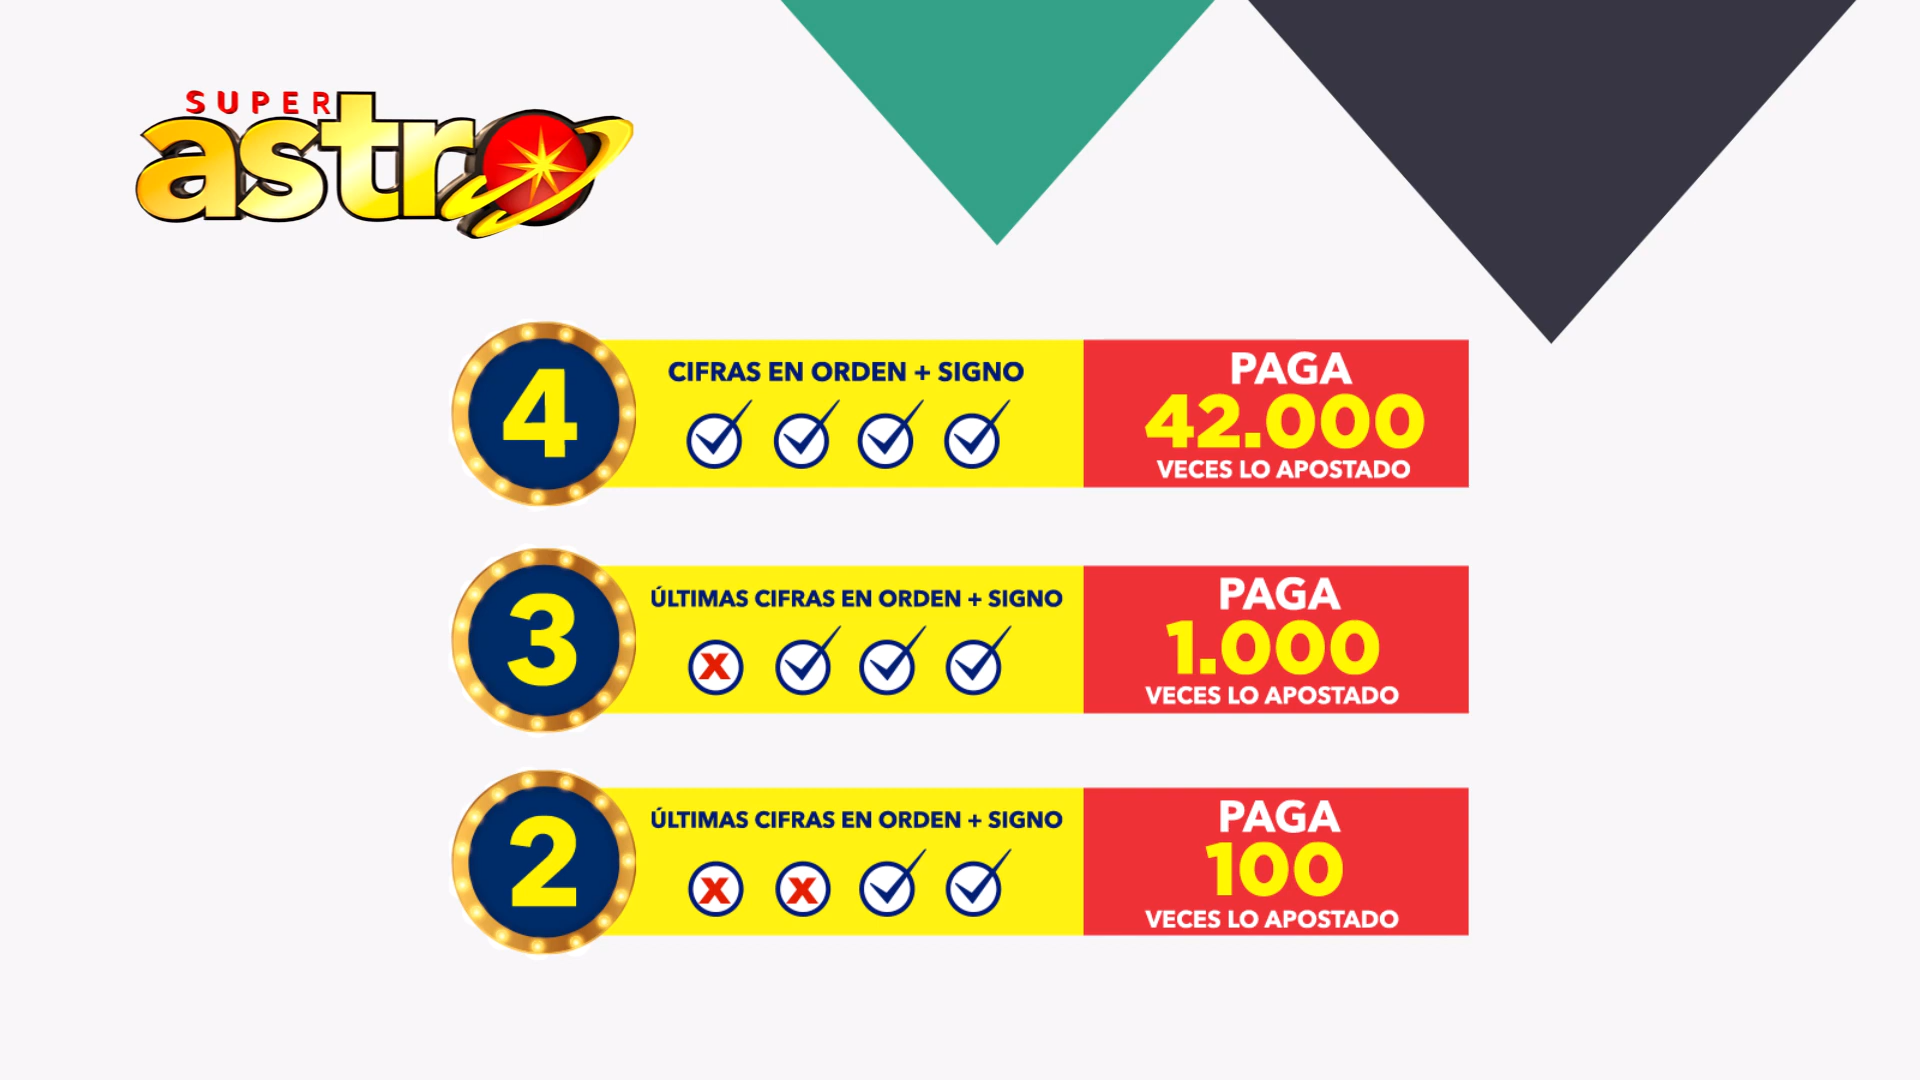 SUPER
astro
4
CIFRAS EN ORDEN + SIGNO
PAGA
42.000
VECES LO APOSTADO
3
ÚLTIMAS CIFRAS EN ORDEN + SIGNO
X
PAGA
1.000
VECES LO APOSTADO
2
ÚLTIMAS CIFRAS EN ORDEN + SIGNO
X X
PAGA
100
VECES LO APOSTADO